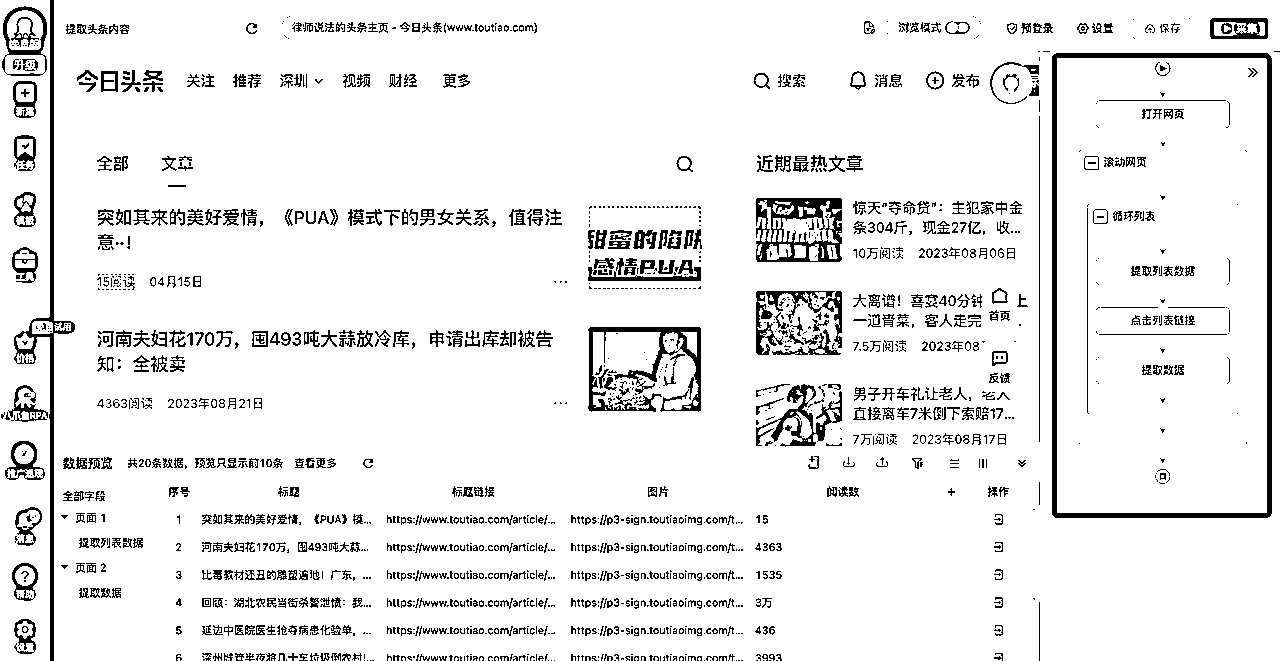 提取头条内容
律师说法的头条主页 - 今日头条(www.toutiao.com)
浏览模式
预登录
设置
保存
采集
升级
新建
任务
工具
价格
八爪鱼RPA
今日头条
关注
推荐
深圳
视频
财经
更多
搜索
消息
发布
全部
文章
突如其来的美好爱情，《PUA》模式下的男女关系，值得注
意··!
15阅读 04月15日
甜蜜的陷阱
感情PUA
河南夫妇花170万，囤493吨大蒜放冷库，申请出库却被告
知：全被卖
4363阅读 2023年08月21日
近期最热文章
惊天“夺命贷”：主犯家中金
条304斤，现金27亿，收...
10万阅读 2023年08月06日
大离谱！喜宴40分钟 上
一道青菜，客人走完
7.5万阅读 2023年08
男子开车礼让老人，老人
直接离车7米倒下索赔17...
7万阅读 2023年08月17日
首页
反馈
打开网页
滚动网页
循环列表
提取列表数据
点击列表链接
提取数据
数据预览 共20条数据，预览只显示前10条 查看更多
全部字段
页面 1
提取列表数据
页面 2
提取数据
序号 标题 标题链接 图片 阅读数 + 操作
1 突如其来的美好爱情，《PUA》模... https://www.toutiao.com/article/... https://p3-sign.toutiaoimg.com/t... 15
2 河南夫妇花170万，囤493吨大蒜... https://www.toutiao.com/article/... https://p3-sign.toutiaoimg.com/t... 4363
3 比毒教材还丑的雕塑遍地！广东，... https://www.toutiao.com/article/... https://p3-sign.toutiaoimg.com/t... 1535
4 回顾：湖北农民当街杀警泄愤：我... https://www.toutiao.com/article/... https://p3-sign.toutiaoimg.com/t... 3万
5 延边中医院医生抢夺病患化验单，... https://www.toutiao.com/article/... https://p3-sign.toutiaoimg.com/t... 436
6 深圳城管半夜将几十车垃圾倒农村! https://www.toutiao.com/article/... https://p3-sign.toutiaoimg.com/t... 3993